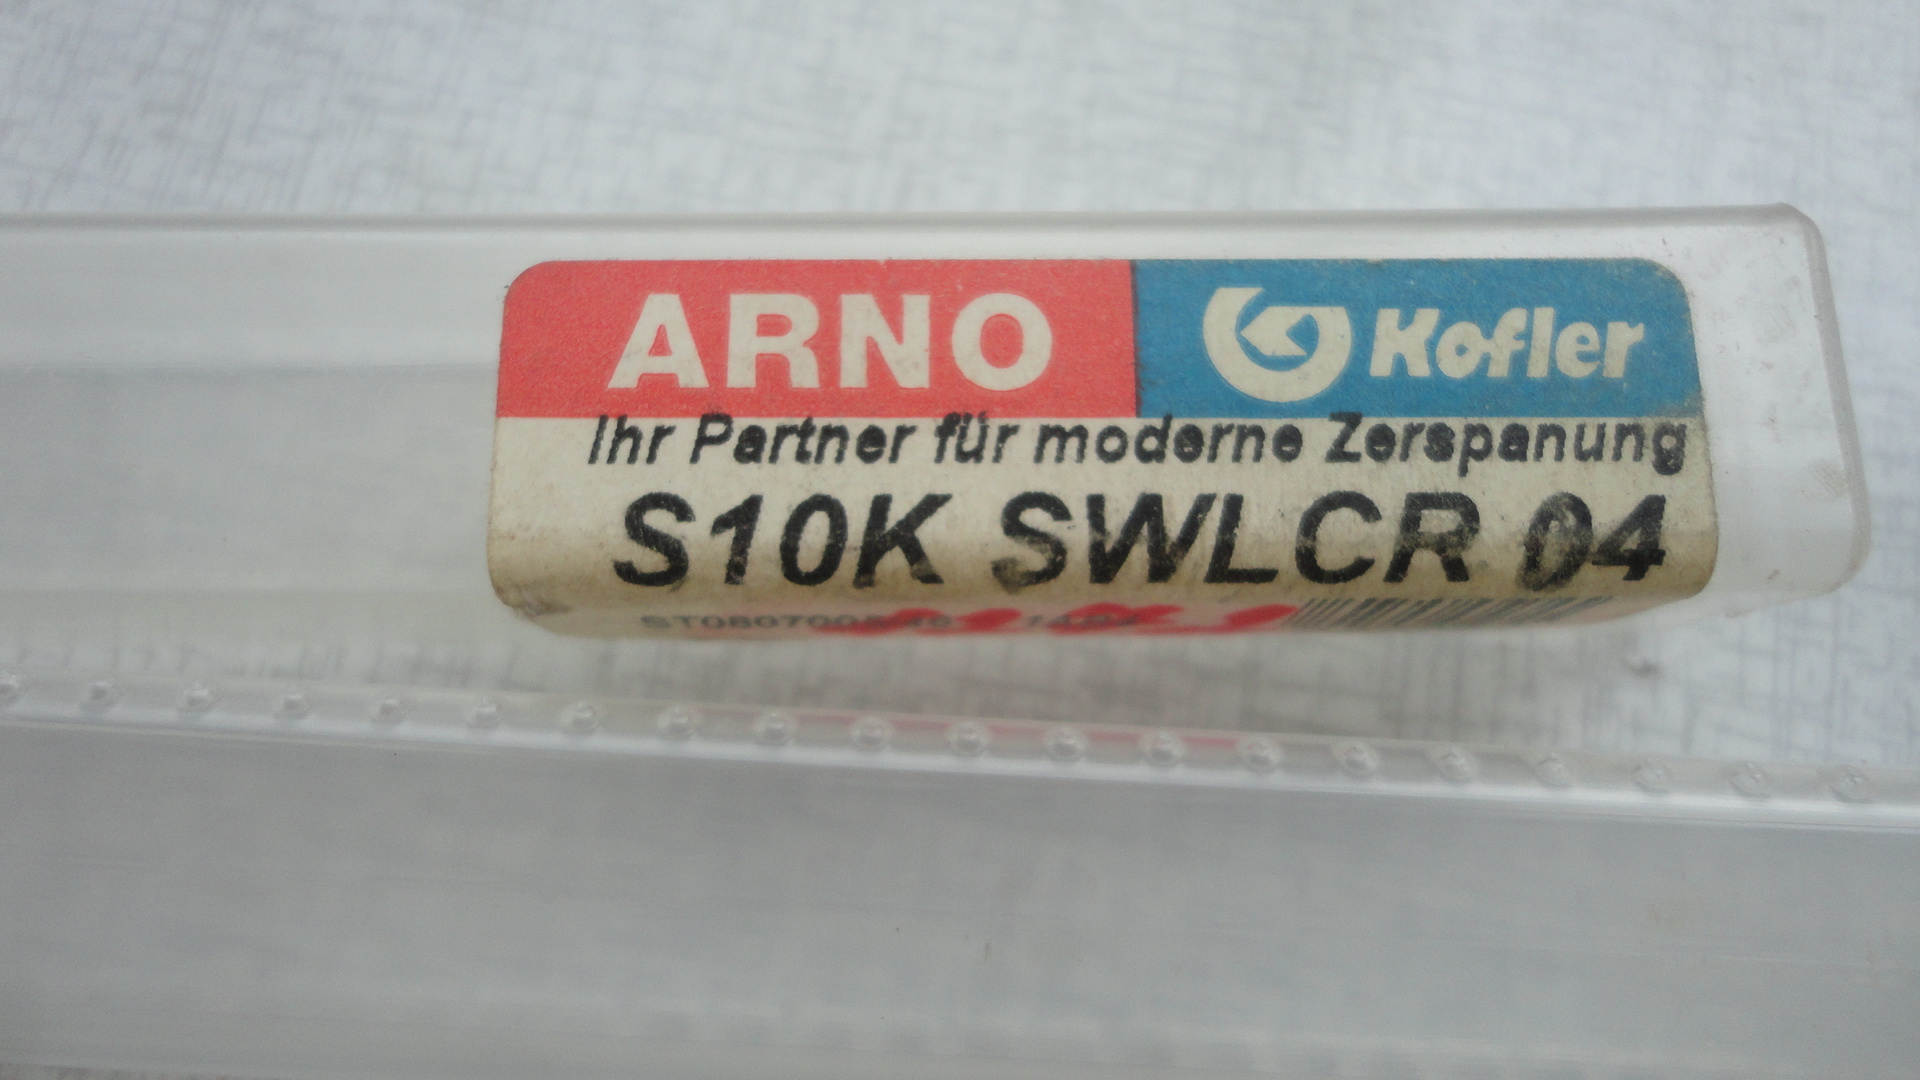 ARNO Kofler
Ihr Partner für moderne Zerspanung
S10K SWLCR 04